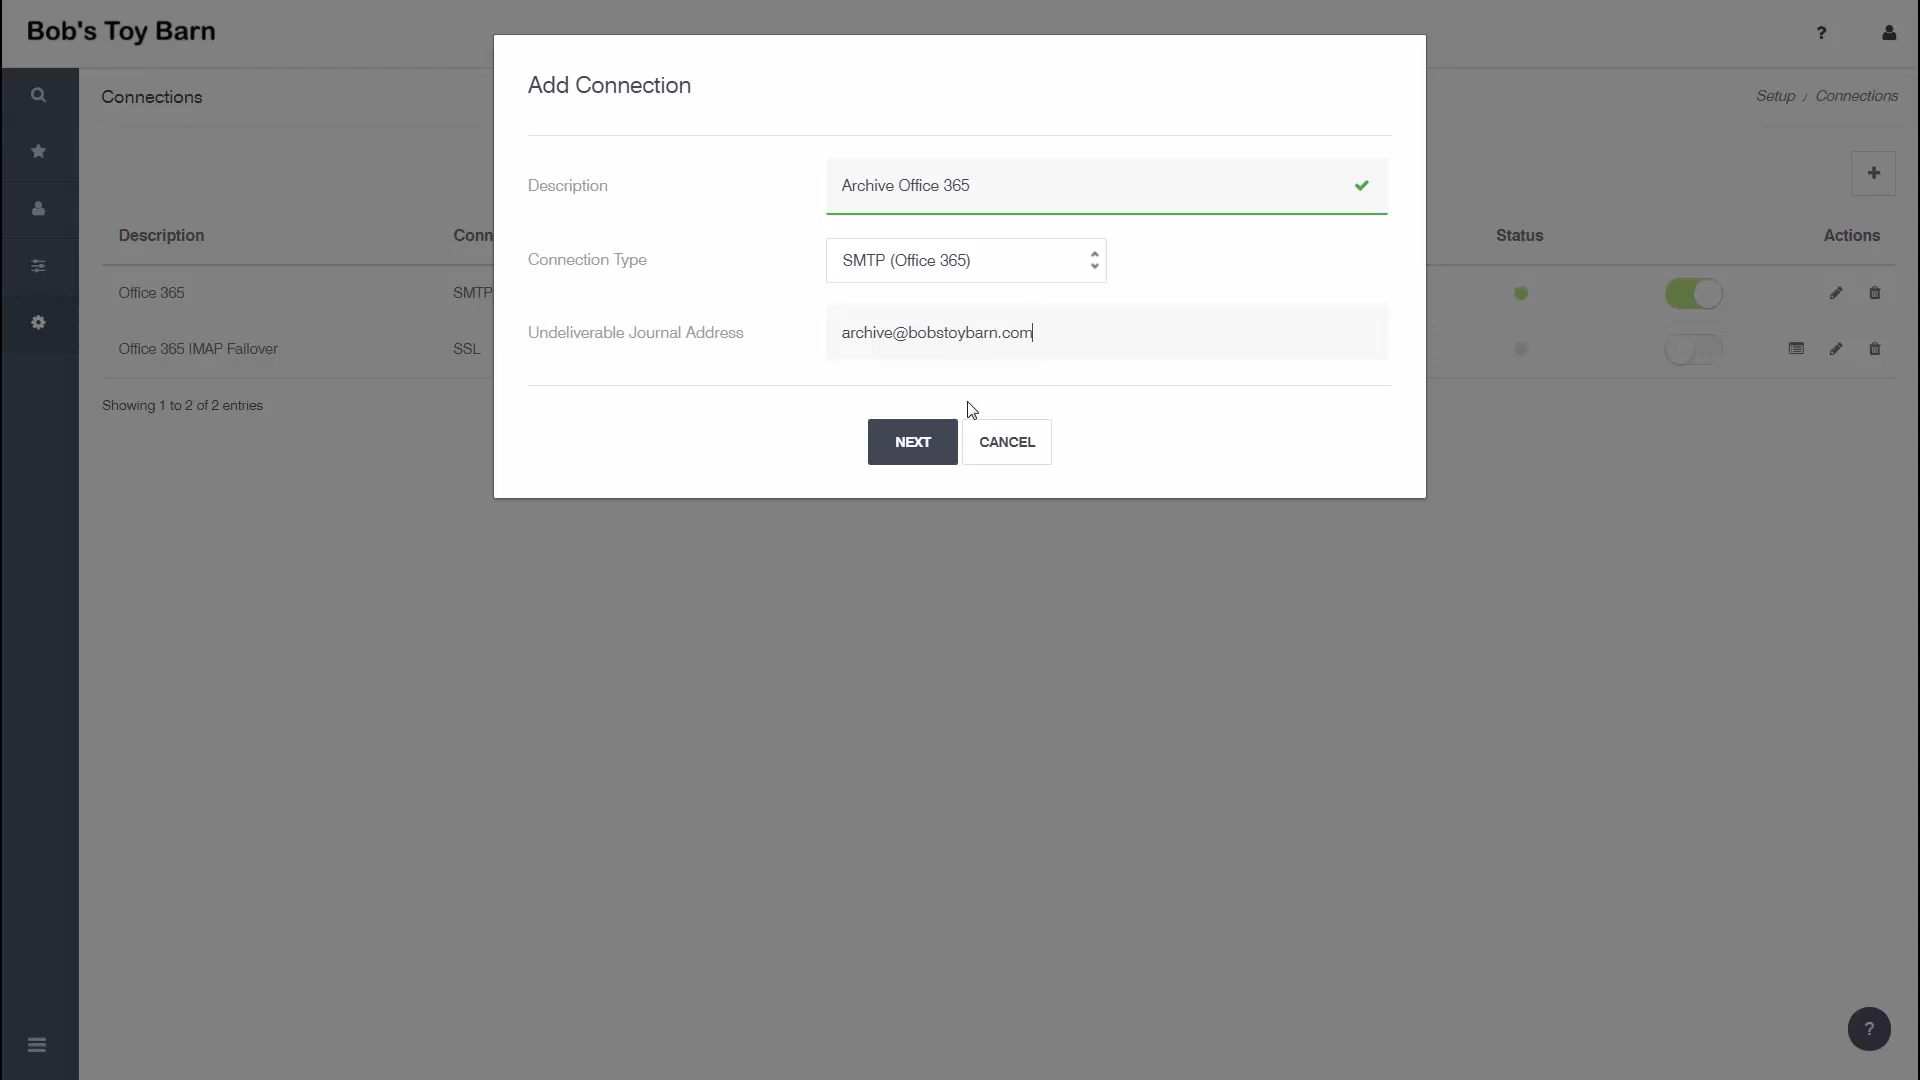 Bob's Toy Barn
?
Connections
Setup / Connections
Add Connection
Description
Archive Office 365
Connection Type
SMTP (Office 365)
Undeliverable Journal Address
archive@bobstoybarn.com
NEXT
CANCEL
+
Description
Conn
Status
Actions
Office 365
SMTP
Office 365 IMAP Failover
SSL
Showing 1 to 2 of 2 entries
?